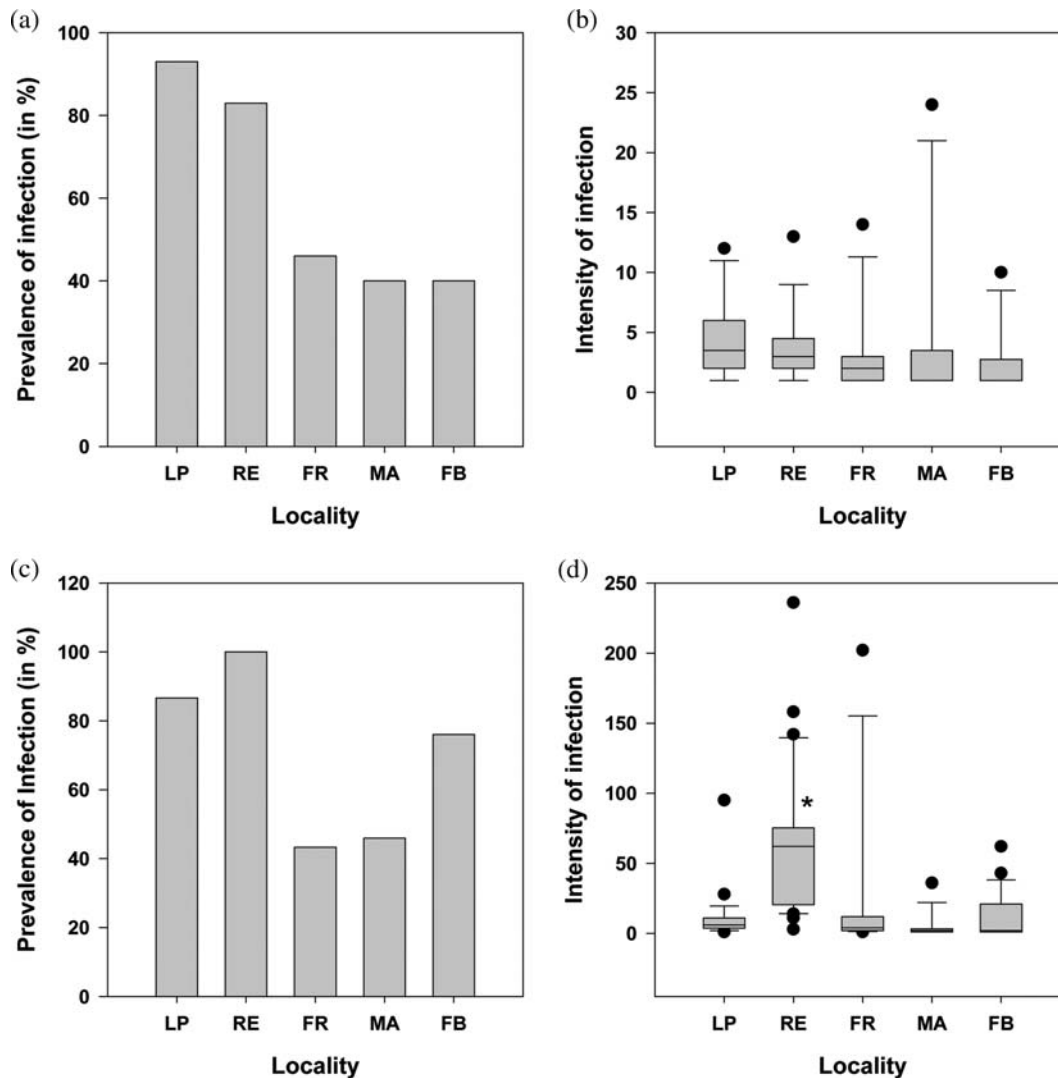 (a)
Prevalence of infection (in %)
100
80
60
40
20
0
LP RE FR MA FB
Locality
(b)
Intensity of infection
30
25
20
15
10
5
0
LP RE FR MA FB
Locality
(c)
Prevalence of Infection (in %)
120
100
80
60
40
20
0
LP RE FR MA FB
Locality
(d)
Intensity of infection
250
200
150
100
50
0
*
LP RE FR MA FB
Locality